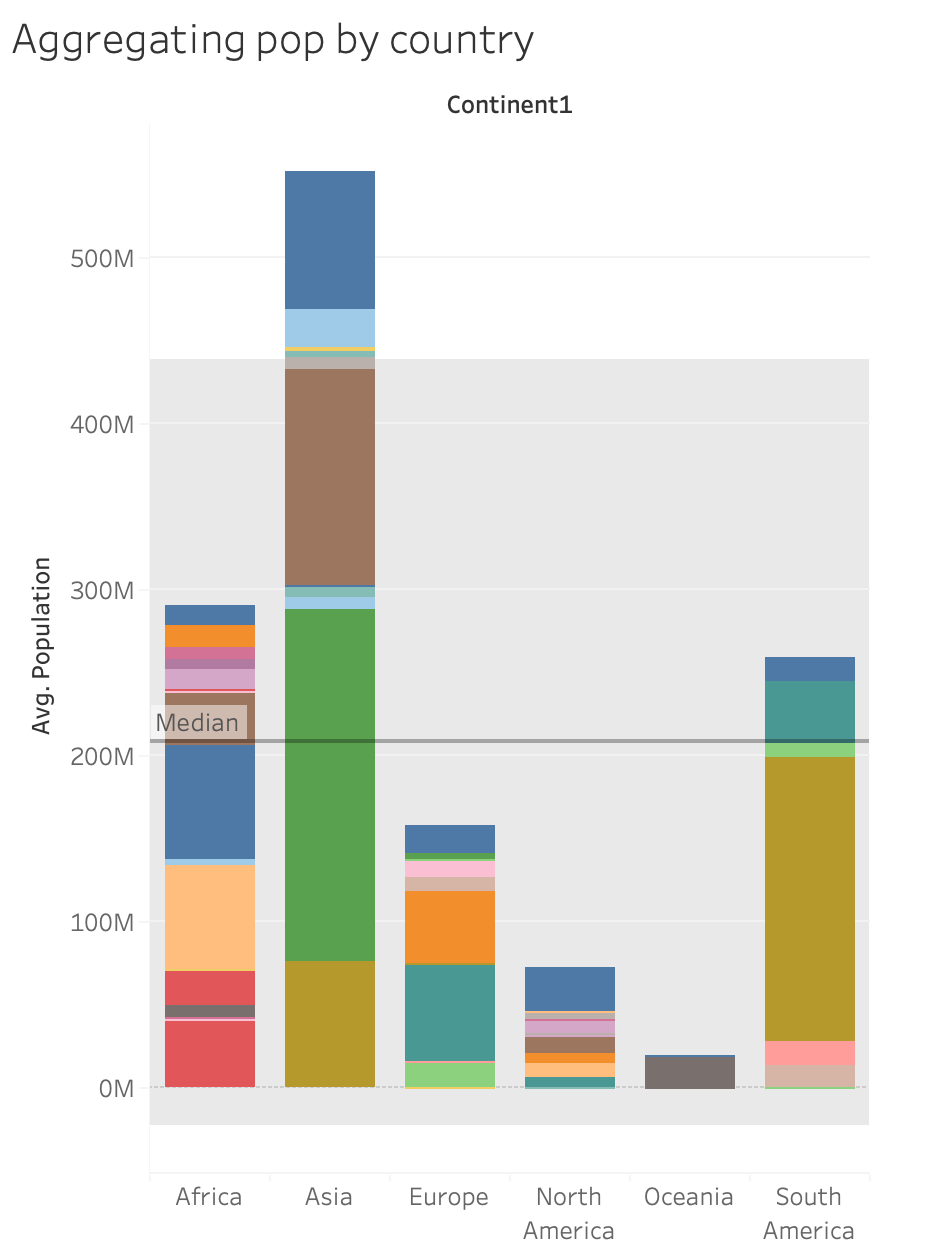 Aggregating pop by country
Continent1
500M
400M
300M
200M
100M
0M
Avg. Population
Median
Africa
Asia
Europe
North
America
Oceania
South
America